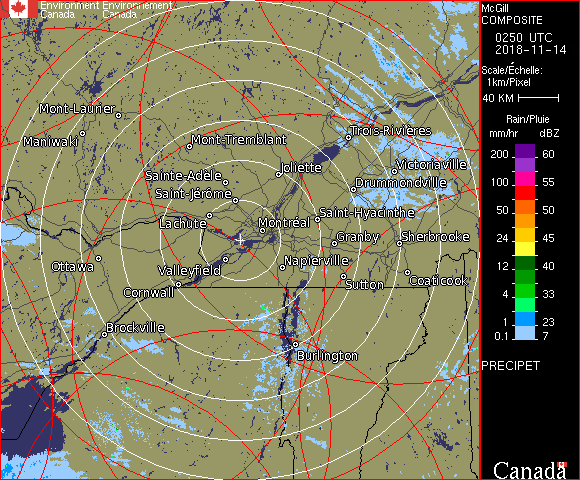 Environment Environnement
Canada Canada
McGill
COMPOSITE
0250 UTC
2018-11-14
Scale/Échelle:
1km/Pixel
40 KM
Rain/Pluie
mm/hr dBZ
200 60
100 55
50 50
24 45
12 40
4 33
1 23
0.1 7
PRECIPET
Canada
Mont-Laurier
Maniwaki
Mont-Tremblant
Trois-Rivières
Joliette
Victoriaville
Sainte-Adèle
Drummondville
Saint-Jérôme
Lachute
Saint-Hyacinthe
Montréal
Granby
Sherbrooke
Ottawa
Valleyfield
Napierville
Sutton
Coaticook
Cornwall
Brockville
Burlington